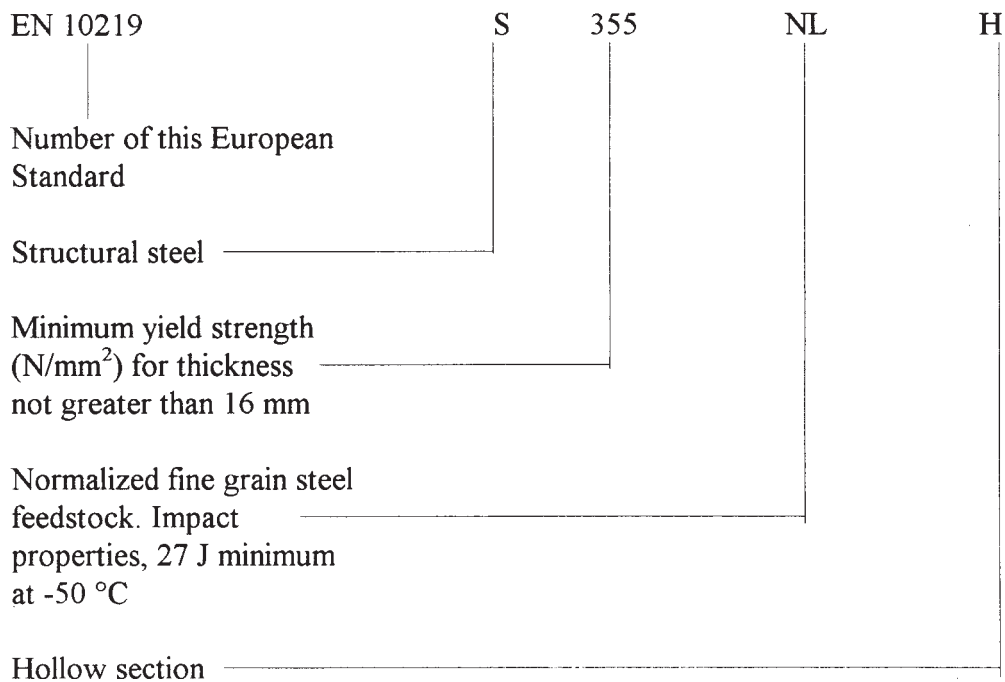 EN 10219 S 355 NL H
Number of this European
Standard
Structural steel
Minimum yield strength
(N/mm²) for thickness
not greater than 16 mm
Normalized fine grain steel
feedstock. Impact
properties, 27 J minimum
at -50 °C
Hollow section